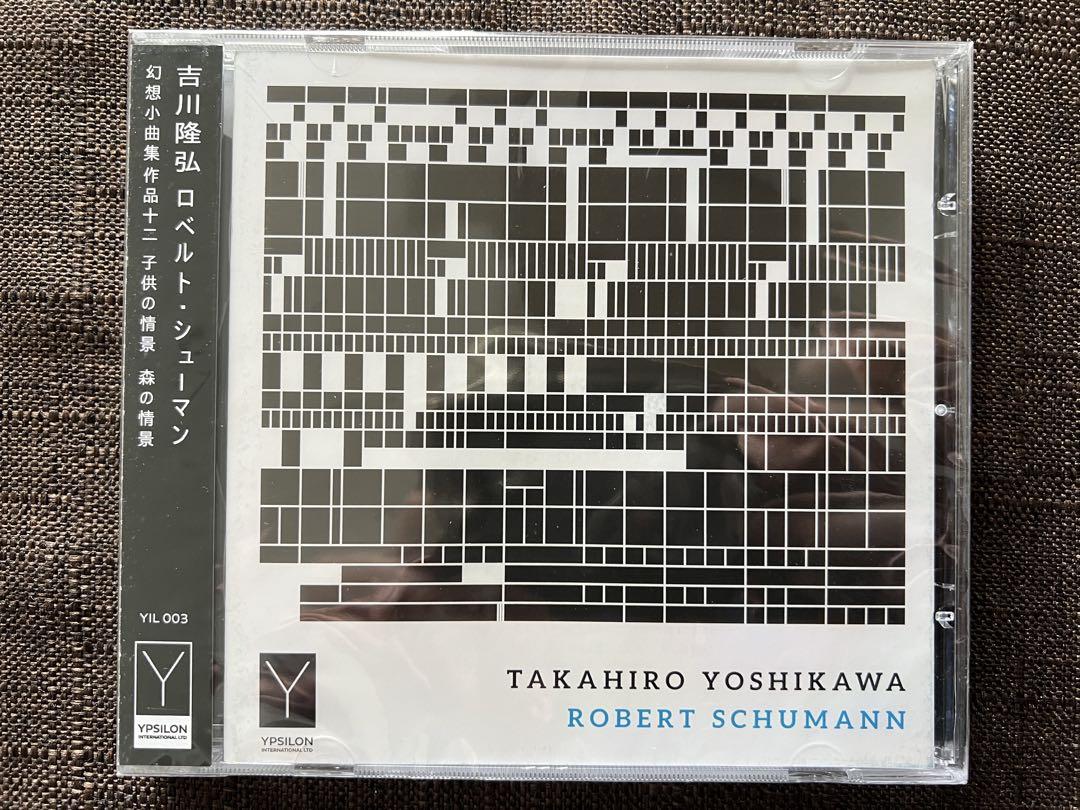 吉川隆弘 ロベルト・シューマン
幻想小曲集作品十二 子供の情景 森の情景
YIL 003
Y
YPSILON
INTERNATIONAL LTD
Y
YPSILON
INTERNATIONAL LTD
TAKAHIRO YOSHIKAWA
ROBERT SCHUMANN